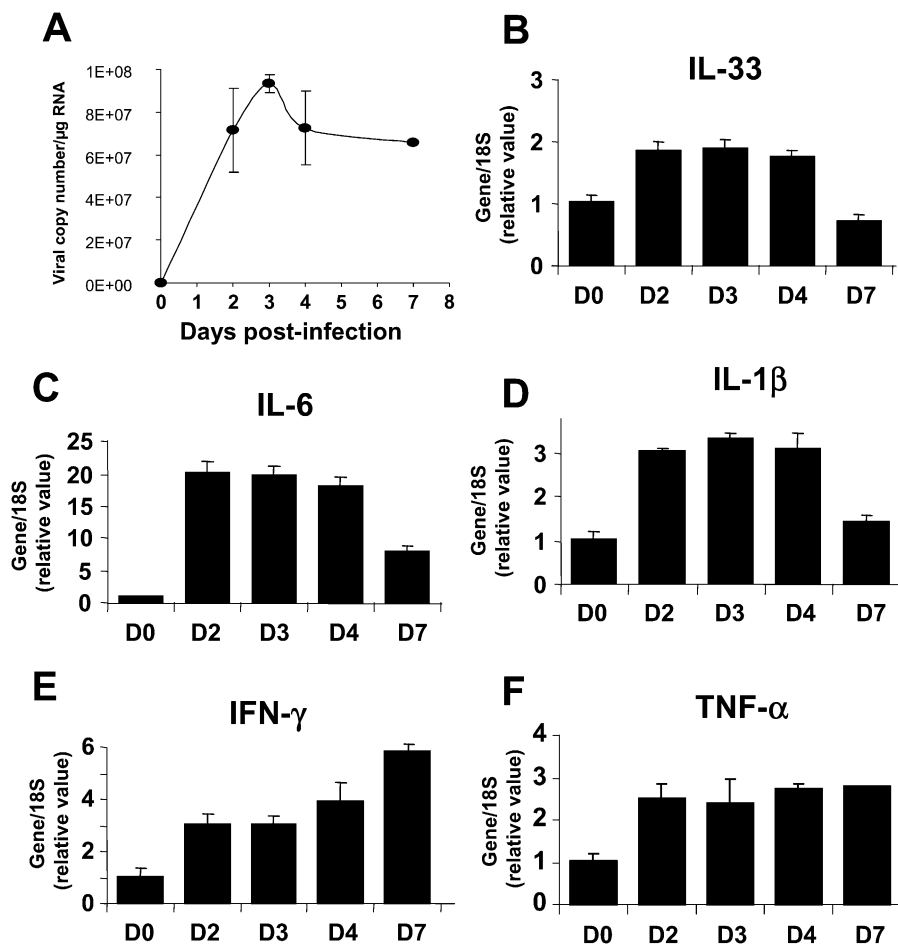 A
Viral copy number/µg RNA
1E+08
8E+07
6E+07
4E+07
2E+07
0E+00
0 1 2 3 4 5 6 7 8
Days post-infection
B
IL-33
Gene/18S
(relative value)
3
2
1
0
D0 D2 D3 D4 D7
C
IL-6
Gene/18S
(relative value)
25
20
15
10
5
0
D0 D2 D3 D4 D7
D
IL-1β
Gene/18S
(relative value)
3
2
1
0
D0 D2 D3 D4 D7
E
IFN-γ
Gene/18S
(relative value)
6
4
2
0
D0 D2 D3 D4 D7
F
TNF-α
Gene/18S
(relative value)
4
3
2
1
0
D0 D2 D3 D4 D7